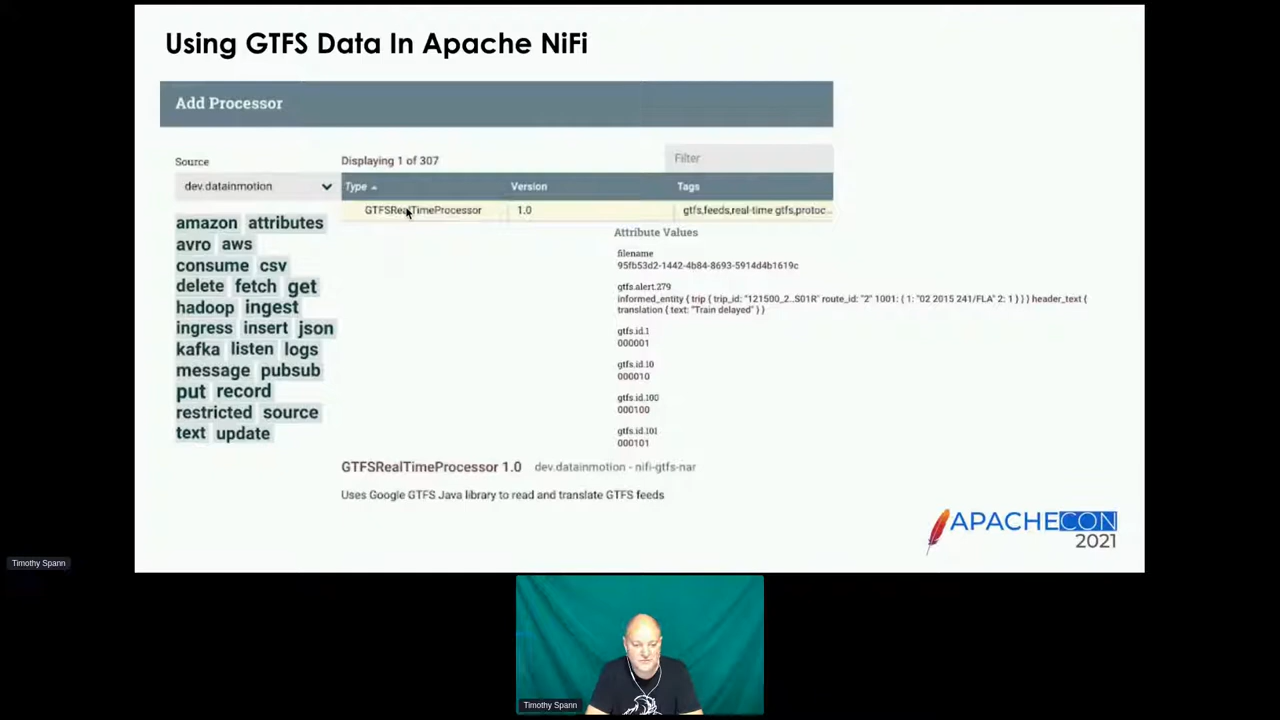 Using GTFS Data In Apache NiFi
Add Processor
Source
Displaying 1 of 307
Filter
dev.datainmotion
Type
Version
Tags
GTFSRealTimeProcessor
1.0
gtfs,feeds,real-time gtfs,protoc...
amazon attributes
avro aws
consume csv
delete fetch get
hadoop ingest
ingress insert json
kafka listen logs
message pubsub
put record
restricted source
text update
Attribute Values
filename
95fb53d2-1442-4b84-8693-5914d4b1619c
gtfs.alert.279
informed_entity { trip { trip_id: "121500_2..S01R" route_id: "2" 1001: { 1: "02 2015 241/FLA" 2: 1 } } } header_text {
translation { text: "Train delayed" } }
gtfs.id.1
000001
gtfs.id.10
000010
gtfs.id.100
000100
gtfs.id.101
000101
GTFSRealTimeProcessor 1.0 dev.datainmotion - nifi-gtfs-nar
Uses Google GTFS Java library to read and translate GTFS feeds
APACHECON
2021
Timothy Spann
Timothy Spann